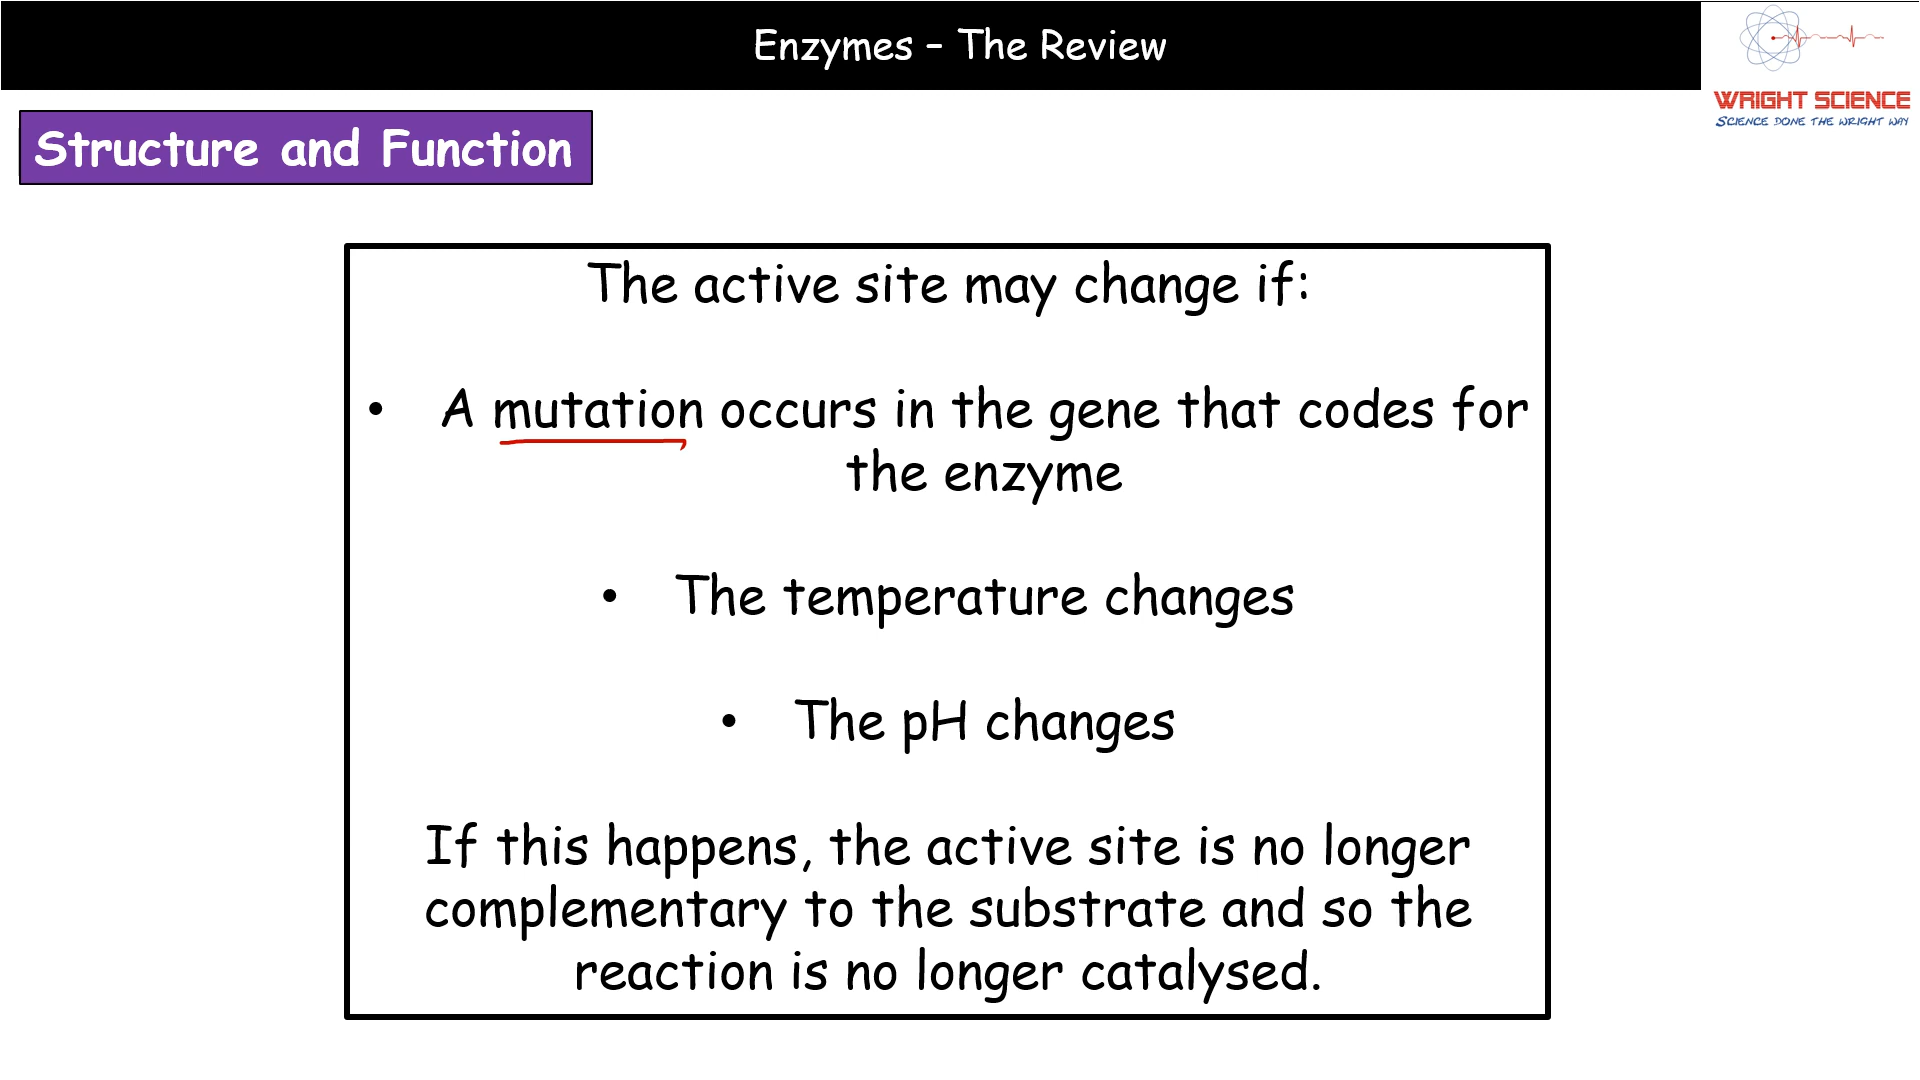 Enzymes – The Review
WRIGHT SCIENCE
SCIENCE DONE THE WRIGHT WAY
Structure and Function
The active site may change if:
• A mutation occurs in the gene that codes for
the enzyme
• The temperature changes
• The pH changes
If this happens, the active site is no longer
complementary to the substrate and so the
reaction is no longer catalysed.